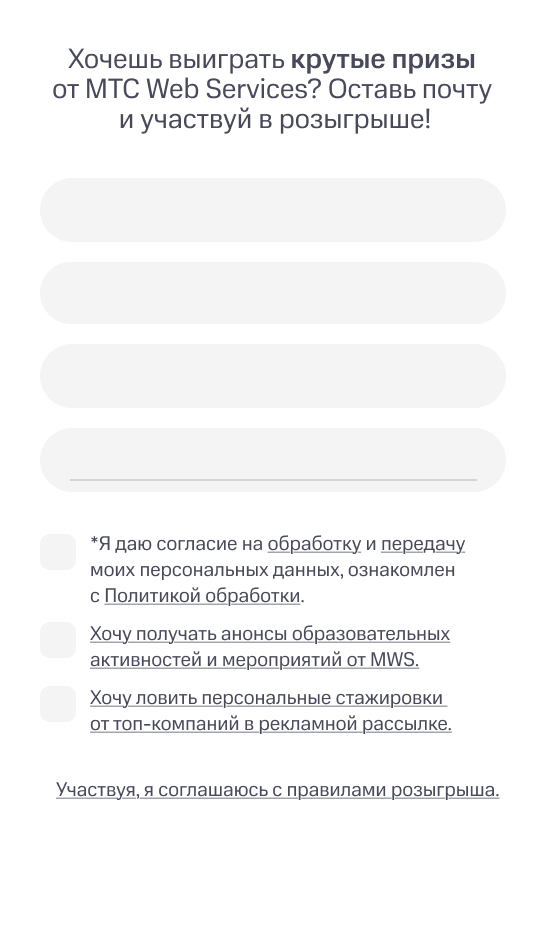 Хочешь выиграть крутые призы
от МТС Web Services? Оставь почту
и участвуй в розыгрыше!
*Я даю согласие на обработку и передачу
моих персональных данных, ознакомлен
с Политикой обработки.
Хочу получать анонсы образовательных
активностей и мероприятий от MWS.
Хочу ловить персональные стажировки
от топ-компаний в рекламной рассылке.
Участвуя, я соглашаюсь с правилами розыгрыша.